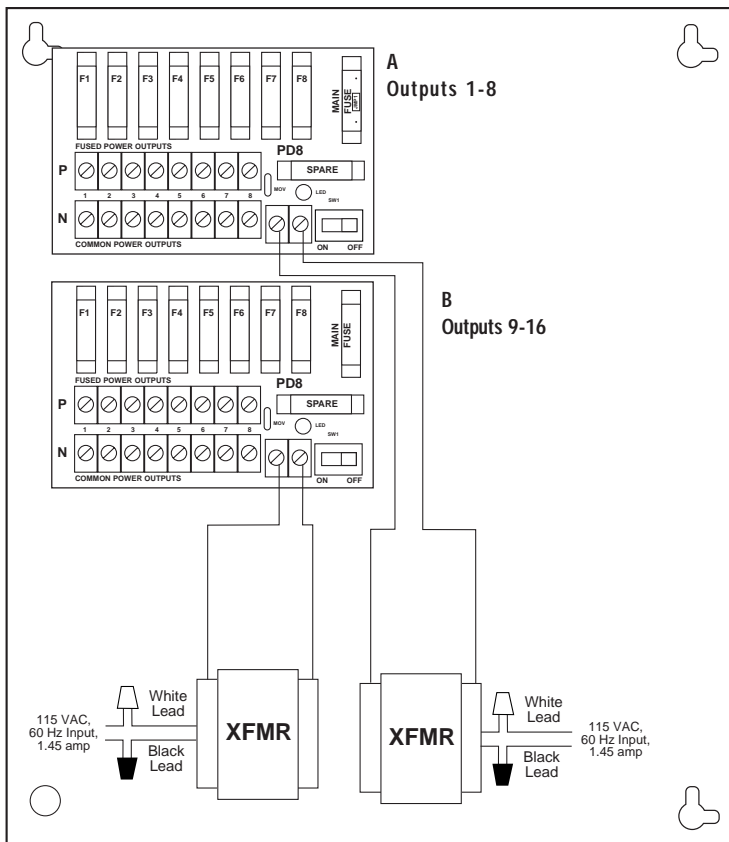 A
Outputs 1-8
F1 F2 F3 F4 F5 F6 F7 F8
MAIN
FUSE
JMP1
FUSED POWER OUTPUTS
PD8
P
SPARE
MOV
LED
1 2 3 4 5 6 7 8
SW1
N
ON OFF
COMMON POWER OUTPUTS
B
Outputs 9-16
F1 F2 F3 F4 F5 F6 F7 F8
MAIN
FUSE
FUSED POWER OUTPUTS
PD8
P
SPARE
MOV
LED
1 2 3 4 5 6 7 8
SW1
N
ON OFF
COMMON POWER OUTPUTS
White
Lead
115 VAC,
60 Hz Input,
1.45 amp
Black
Lead
XFMR
XFMR
White
Lead
115 VAC,
60 Hz Input,
1.45 amp
Black
Lead